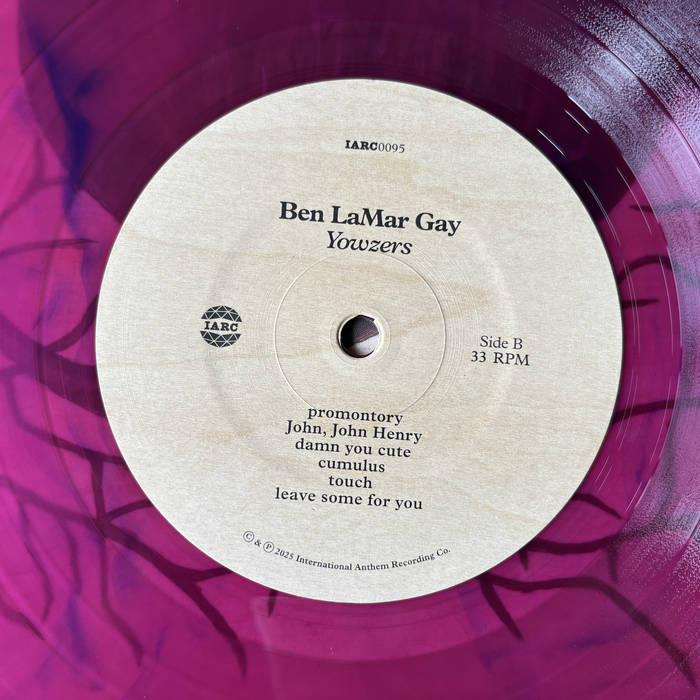 IARC0095
Ben LaMar Gay
Yowzers
IARC
Side B
33 RPM
promontory
John, John Henry
damn you cute
cumulus
touch
leave some for you
© & ℗ 2025 International Anthem Recording Co.